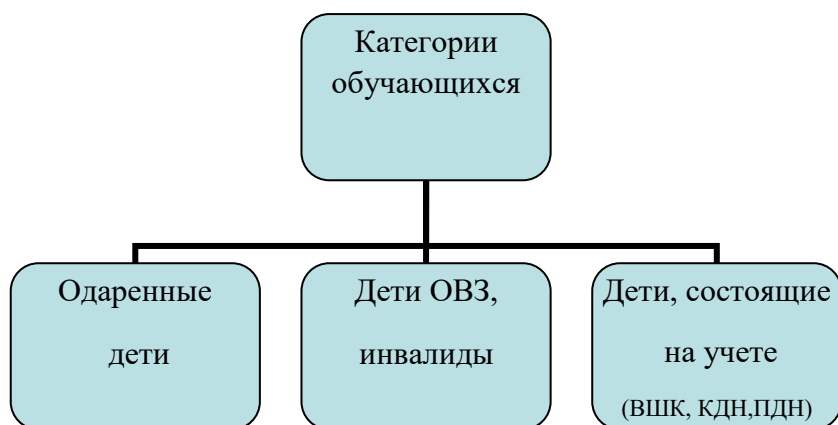 Категории
обучающихся
Одаренные
дети
Дети ОВЗ,
инвалиды
Дети, состоящие
на учете
(ВШК, КДН,ПДН)